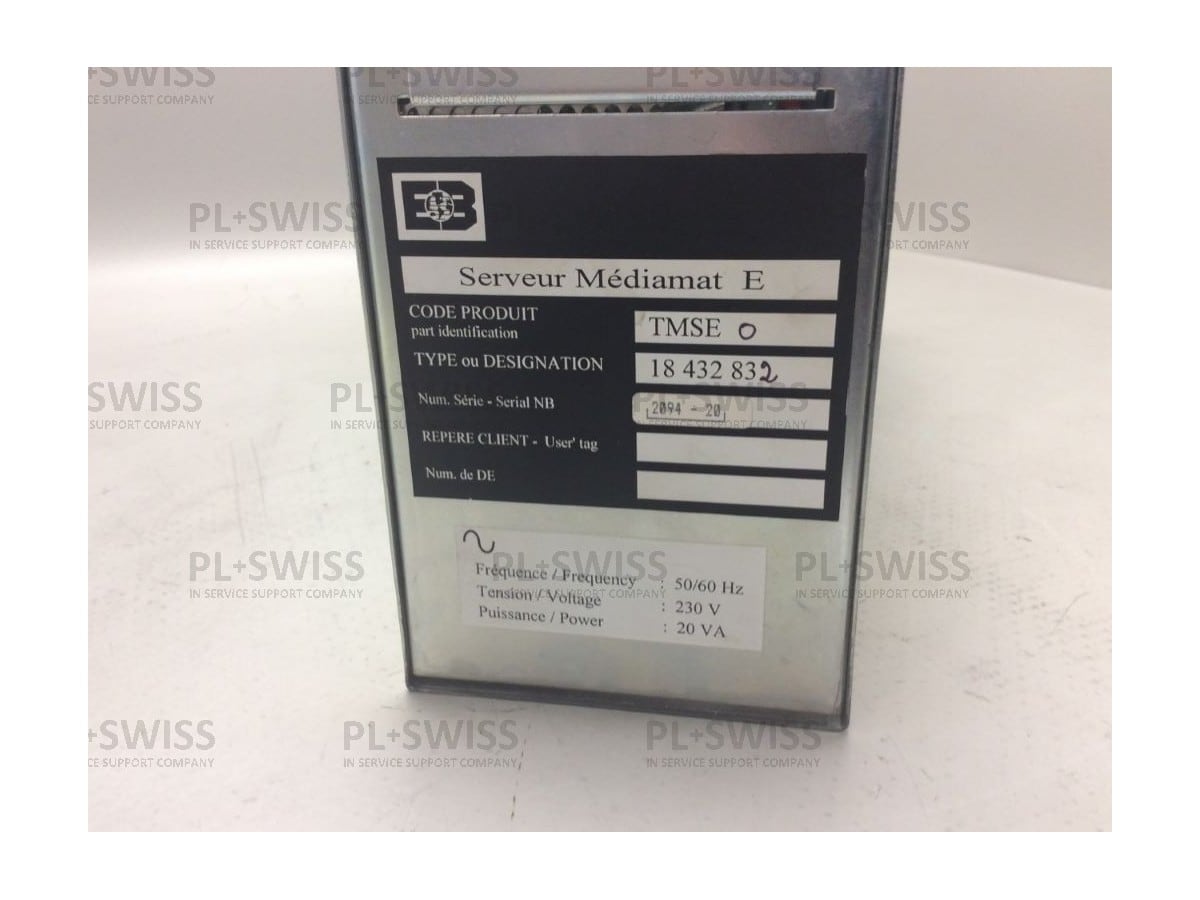 PL+SWISS
IN SERVICE SUPPORT COMPANY
Serveur Médiamat E
CODE PRODUIT
part identification
TMSE 0
TYPE ou DESIGNATION
18 432 832
Num. Série - Serial NB
2094 - 20
REPERE CLIENT - User' tag
Num. de DE
Fréquence / Frequency : 50/60 Hz
Tension / Voltage : 230 V
Puissance / Power : 20 VA